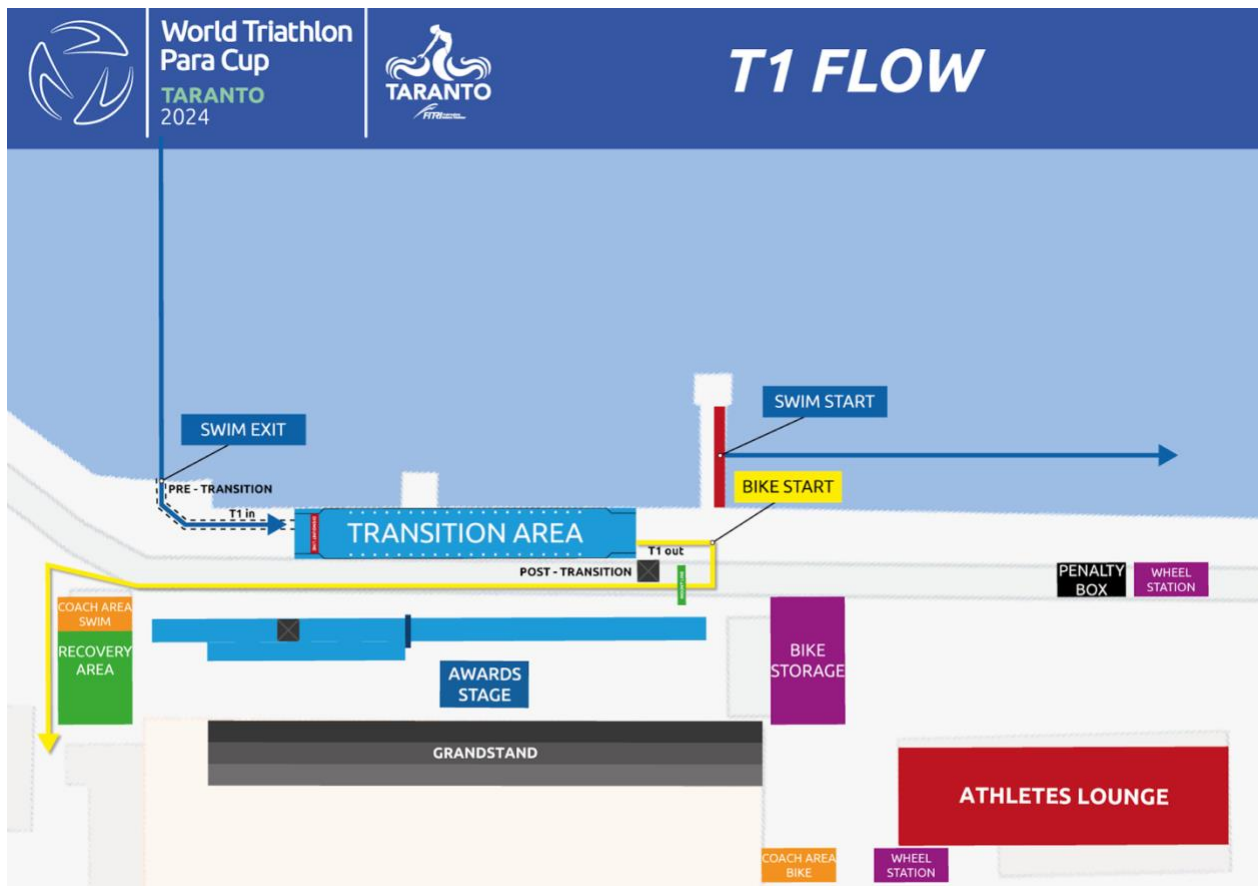 World Triathlon
Para Cup
TARANTO
2024
TARANTO
FITRI
T1 FLOW
SWIM EXIT
SWIM START
PRE - TRANSITION
BIKE START
T1 in
TRANSITION AREA
T1 out
POST - TRANSITION
PENALTY
BOX
WHEEL
STATION
COACH AREA
SWIM
RECOVERY
AREA
AWARDS
STAGE
BIKE
STORAGE
GRANDSTAND
ATHLETES LOUNGE
COACH AREA
BIKE
WHEEL
STATION